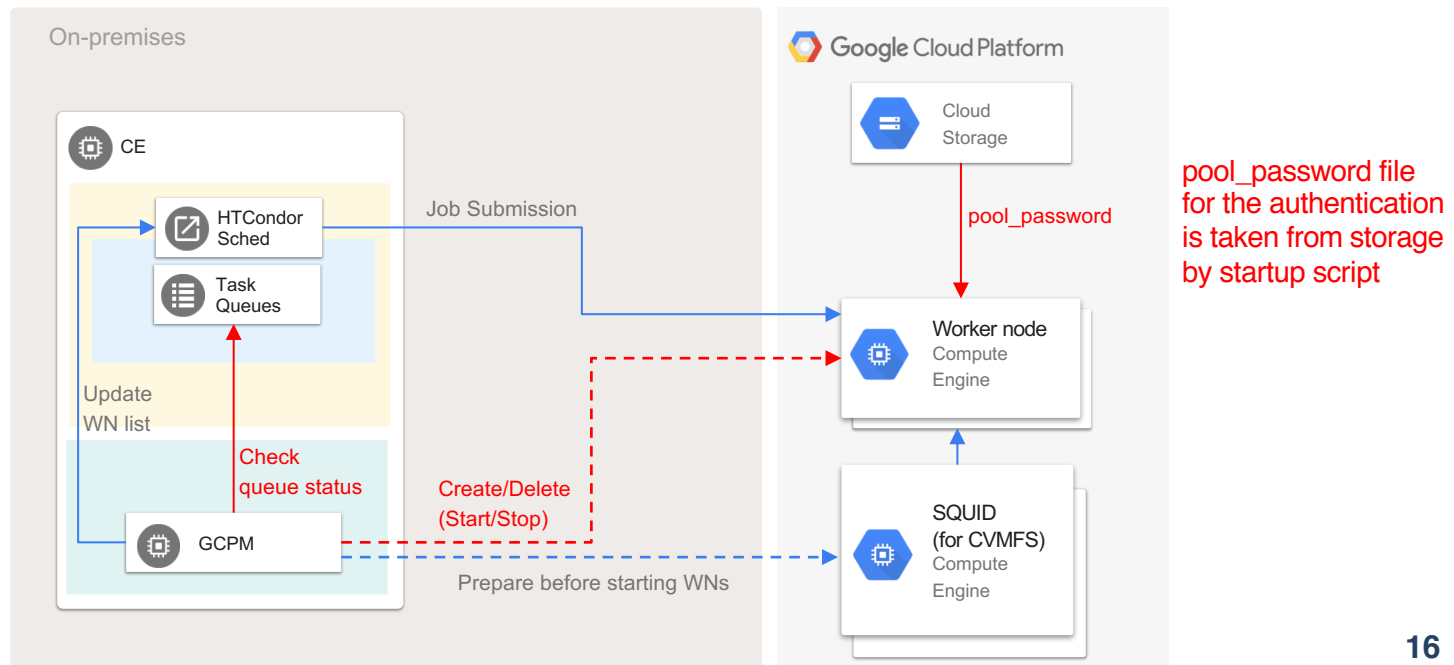 On-premises
CE
HTCondor
Sched
Task
Queues
Update
WN list
Check
queue status
GCPM
Job Submission
Create/Delete
(Start/Stop)
Prepare before starting WNs
Google Cloud Platform
Cloud
Storage
pool_password
Worker node
Compute
Engine
SQUID
(for CVMFS)
Compute
Engine
pool_password file
for the authentication
is taken from storage
by startup script
16